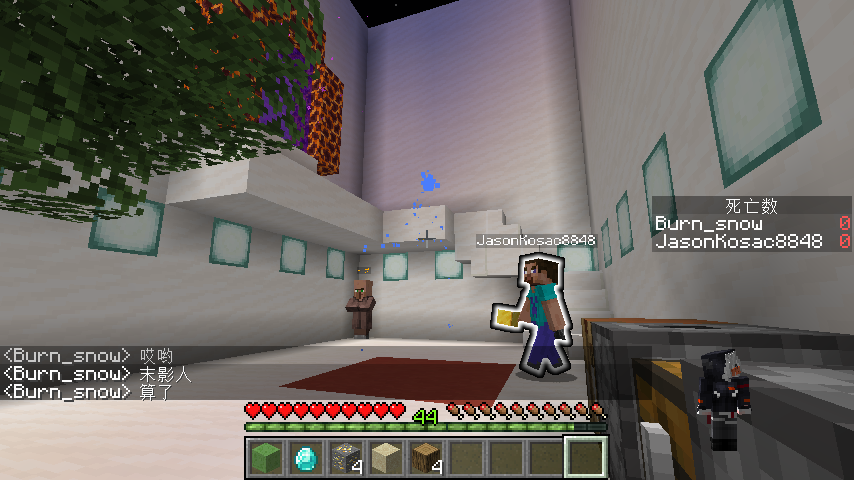 JasonKosac8848
死亡数
Burn_snow 0
JasonKosac8848 0
<Burn_snow> 哎哟
<Burn_snow> 末影人
<Burn_snow> 算了
44
4
4